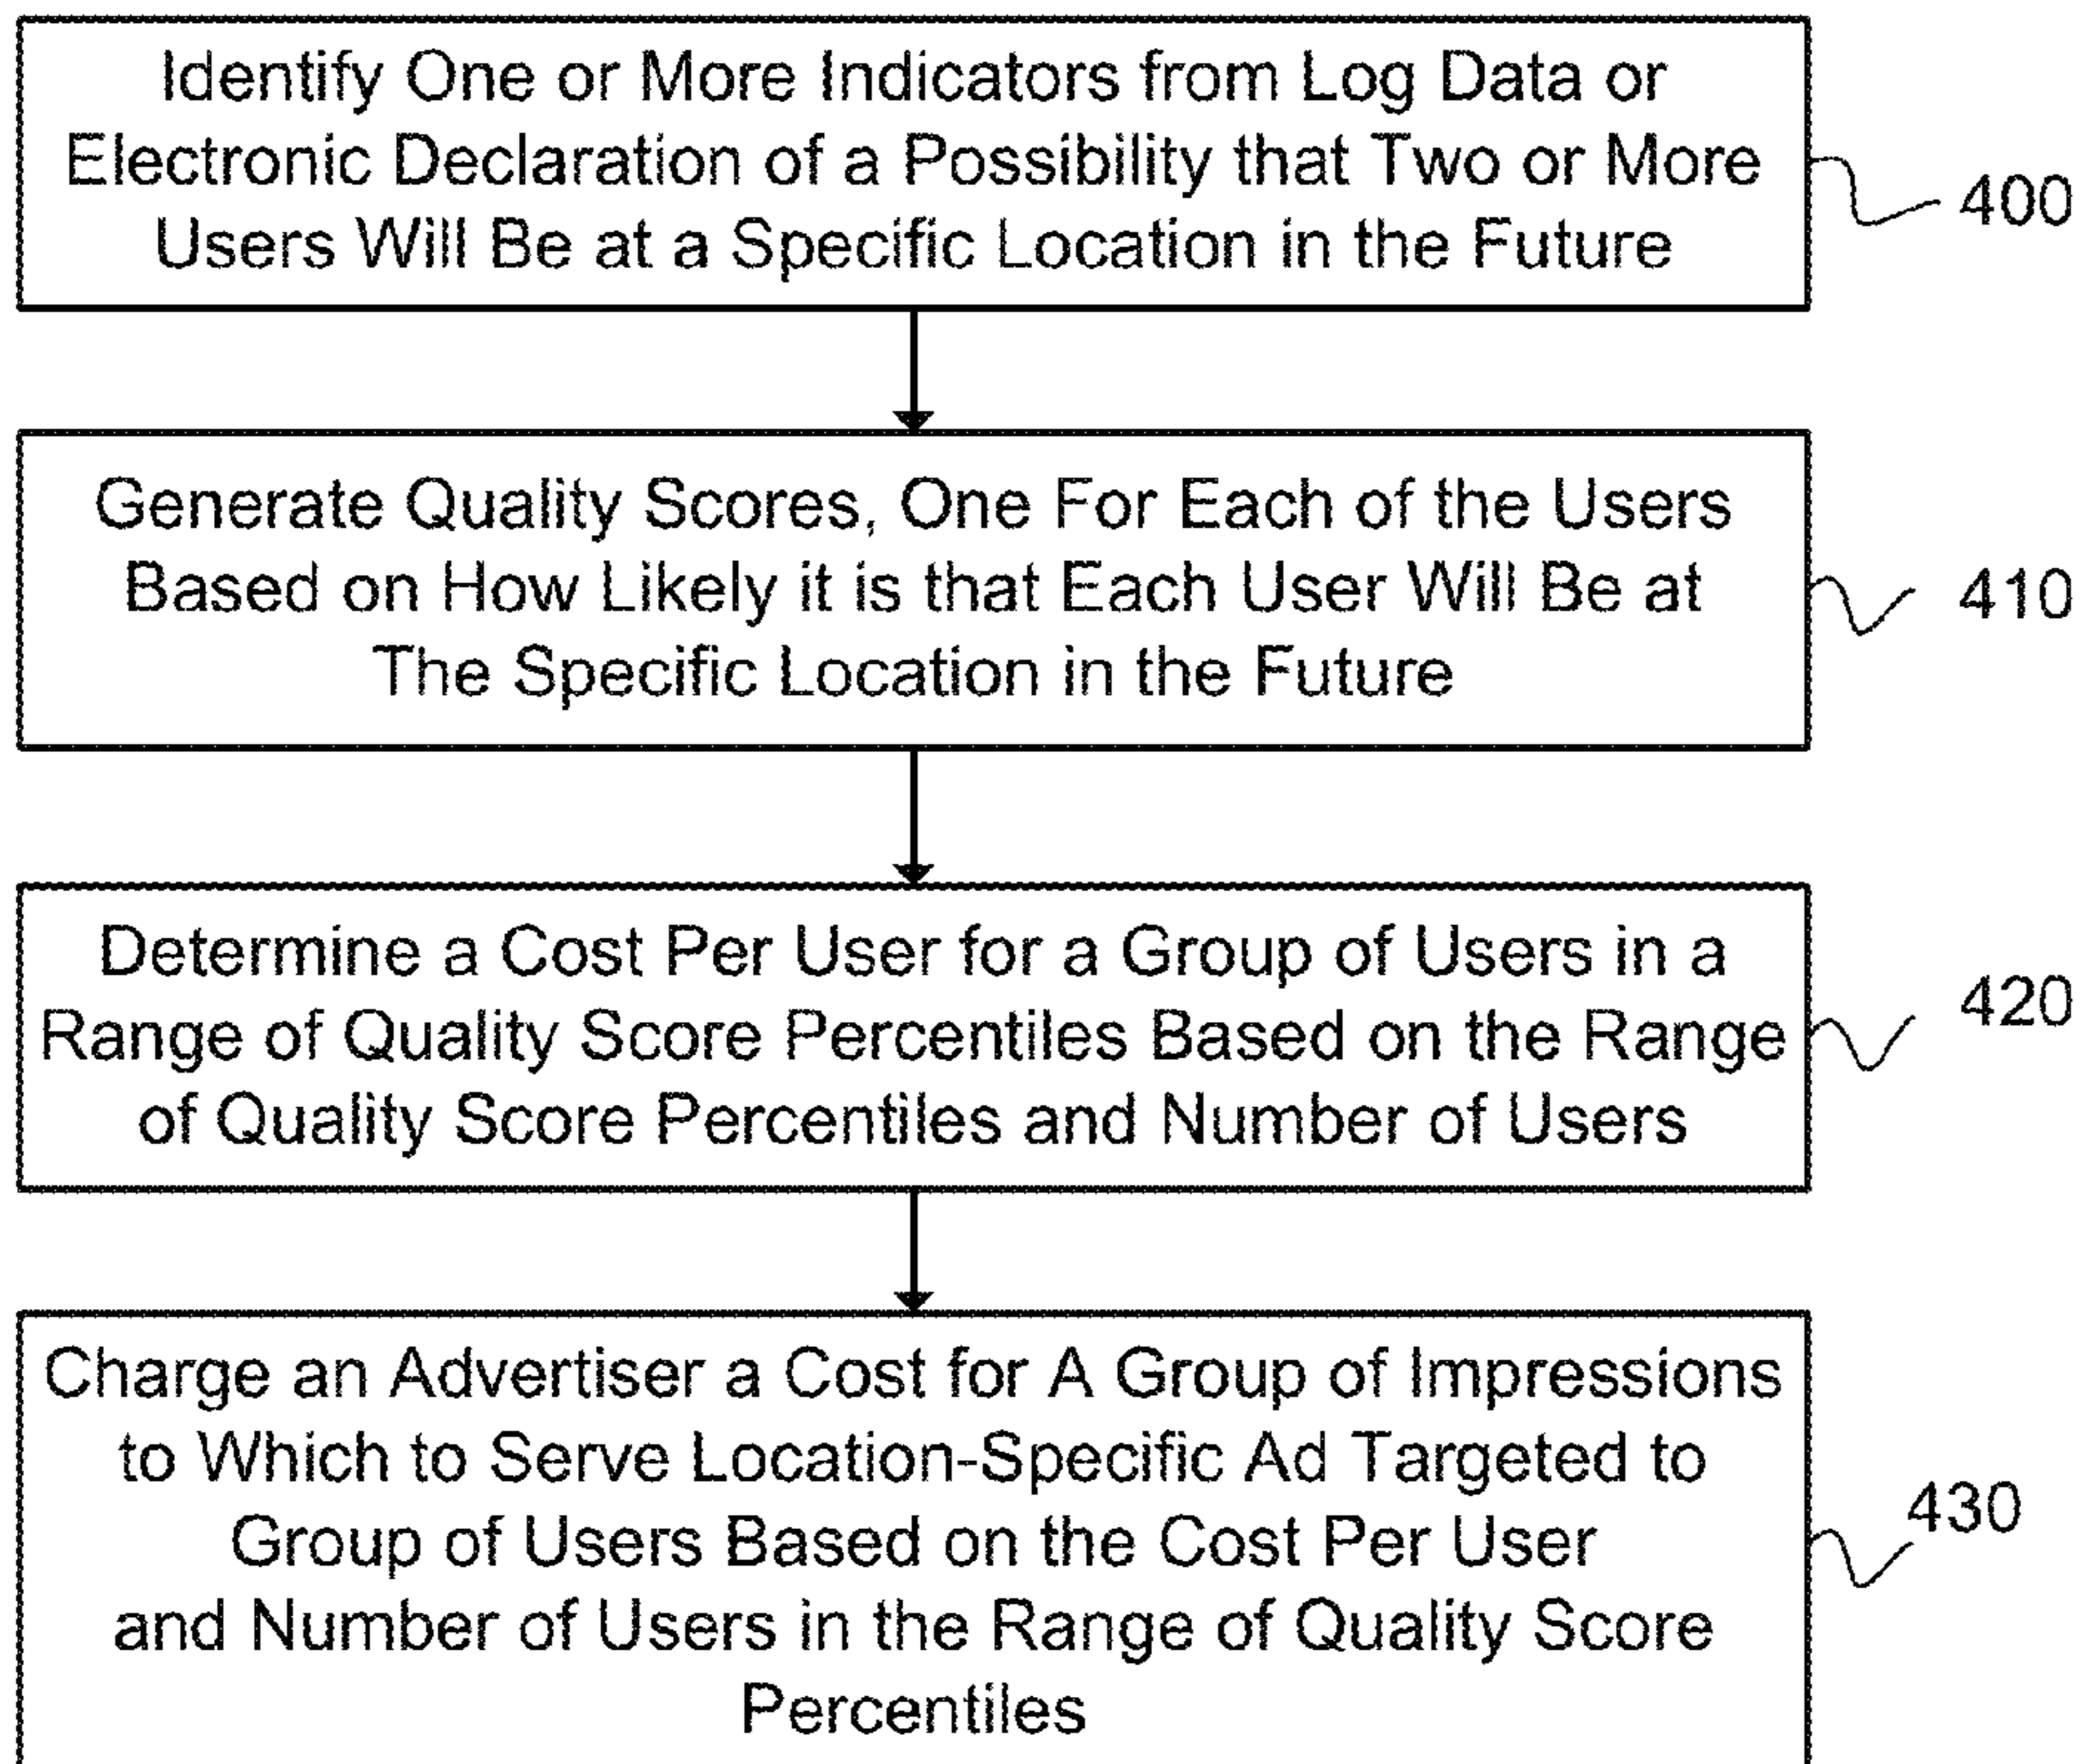 Identify One or More Indicators from Log Data or
Electronic Declaration of a Possibility that Two or More
Users Will Be at a Specific Location in the Future
400
Generate Quality Scores, One For Each of the Users
Based on How Likely it is that Each User Will Be at
The Specific Location in the Future
410
Determine a Cost Per User for a Group of Users in a
Range of Quality Score Percentiles Based on the Range
of Quality Score Percentiles and Number of Users
420
Charge an Advertiser a Cost for A Group of Impressions
to Which to Serve Location-Specific Ad Targeted to
Group of Users Based on the Cost Per User
and Number of Users in the Range of Quality Score
Percentiles
430